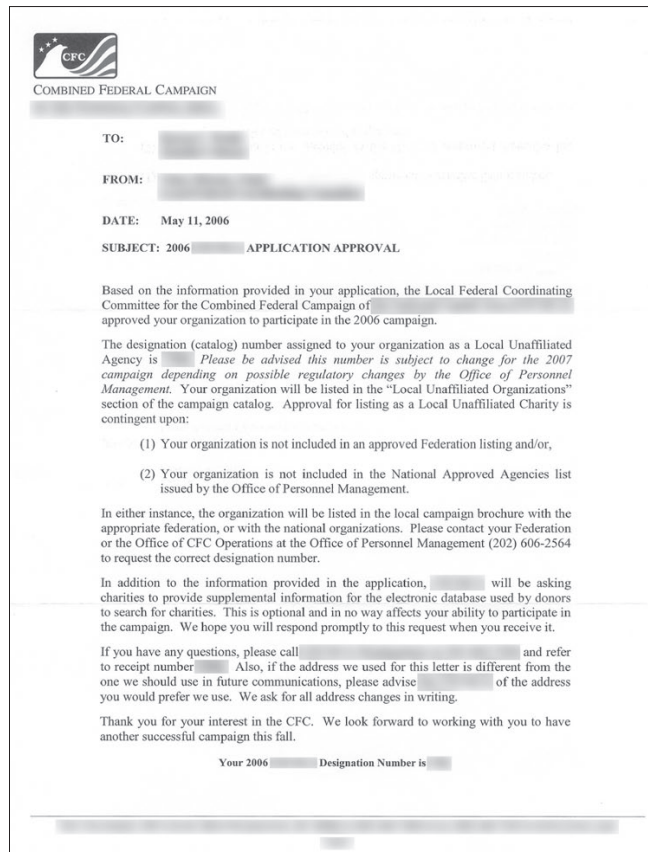 CFC
COMBINED FEDERAL CAMPAIGN
TO:
FROM:
DATE: May 11, 2006
SUBJECT: 2006 APPLICATION APPROVAL
Based on the information provided in your application, the Local Federal Coordinating
Committee for the Combined Federal Campaign of
approved your organization to participate in the 2006 campaign.
The designation (catalog) number assigned to your organization as a Local Unaffiliated
Agency is Please be advised this number is subject to change for the 2007
campaign depending on possible regulatory changes by the Office of Personnel
Management. Your organization will be listed in the “Local Unaffiliated Organizations”
section of the campaign catalog. Approval for listing as a Local Unaffiliated Charity is
contingent upon:
(1) Your organization is not included in an approved Federation listing and/or,
(2) Your organization is not included in the National Approved Agencies list
issued by the Office of Personnel Management.
In either instance, the organization will be listed in the local campaign brochure with the
appropriate federation, or with the national organizations. Please contact your Federation
or the Office of CFC Operations at the Office of Personnel Management (202) 606-2564
to request the correct designation number.
In addition to the information provided in the application, will be asking
charities to provide supplemental information for the electronic database used by donors
to search for charities. This is optional and in no way affects your ability to participate in
the campaign. We hope you will respond promptly to this request when you receive it.
If you have any questions, please call and refer
to receipt number Also, if the address we used for this letter is different from the
one we should use in future communications, please advise of the address
you would prefer we use. We ask for all address changes in writing.
Thank you for your interest in the CFC. We look forward to working with you to have
another successful campaign this fall.
Your 2006 Designation Number is